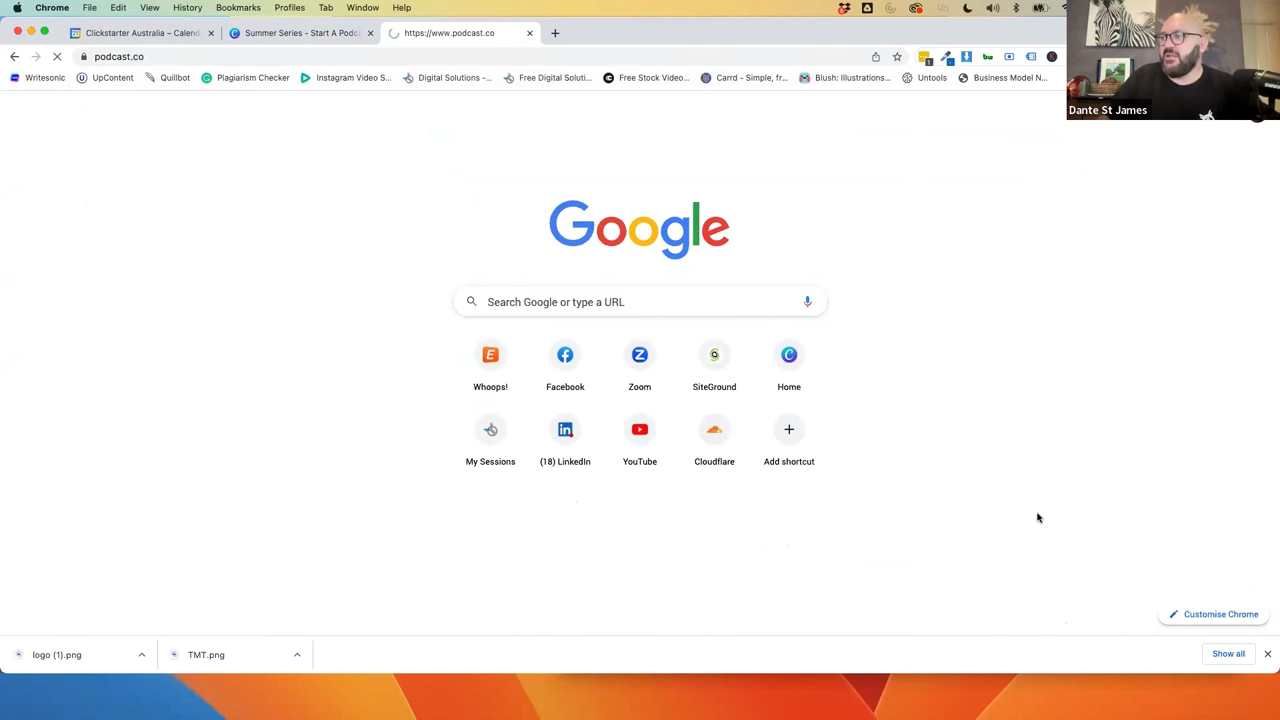 Chrome File Edit View History Bookmarks Profiles Tab Window Help
Clickstarter Australia – Calend
Summer Series - Start A Podc
https://www.podcast.co
podcast.co
Writesonic UpContent Quillbot Plagiarism Checker Instagram Video S... Digital Solutions -... Free Digital Soluti... Free Stock Video... Carrd - Simple, fr... Blush: Illustrations... Untools Business Model N...
Dante St James
Google
Search Google or type a URL
Whoops! Facebook Zoom SiteGround Home
My Sessions (18) LinkedIn YouTube Cloudflare Add shortcut
Customise Chrome
logo (1).png TMT.png Show all